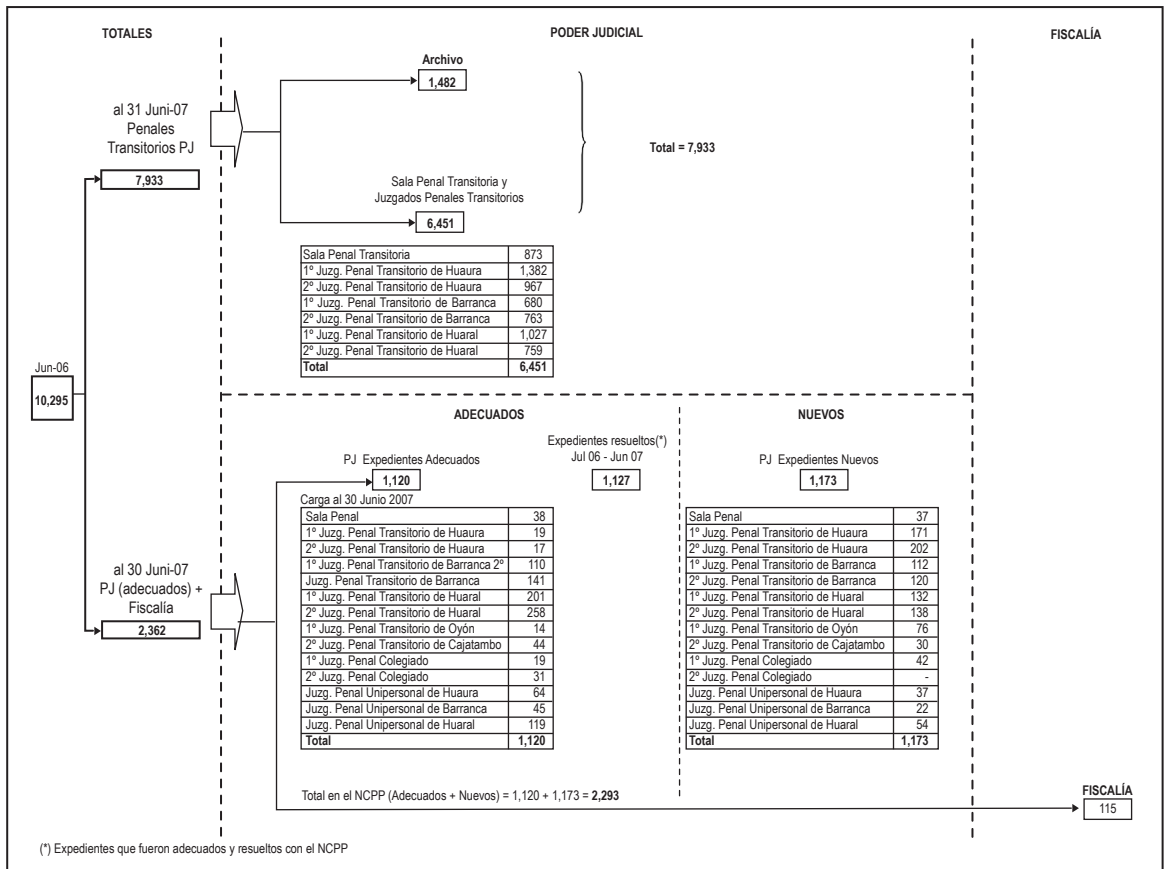 TOTALES
PODER JUDICIAL
FISCALÍA
Archivo
1,482
al 31 Juni-07
Penales
Transitorios PJ
7,933
Total = 7,933
Sala Penal Transitoria y
Juzgados Penales Transitorios
6,451
Sala Penal Transitoria 873
1º Juzg. Penal Transitorio de Huaura 1,382
2º Juzg. Penal Transitorio de Huaura 967
1º Juzg. Penal Transitorio de Barranca 680
2º Juzg. Penal Transitorio de Barranca 763
1º Juzg. Penal Transitorio de Huaral 1,027
2º Juzg. Penal Transitorio de Huaral 759
Total 6,451
Jun-06
10,295
ADECUADOS
NUEVOS
Expedientes resueltos(*)
Jul 06 - Jun 07
1,127
PJ Expedientes Adecuados
1,120
PJ Expedientes Nuevos
1,173
Carga al 30 Junio 2007
Sala Penal 38
1º Juzg. Penal Transitorio de Huaura 19
2º Juzg. Penal Transitorio de Huaura 17
1º Juzg. Penal Transitorio de Barranca 2º 110
Juzg. Penal Transitorio de Barranca 141
1º Juzg. Penal Transitorio de Huaral 201
2º Juzg. Penal Transitorio de Huaral 258
1º Juzg. Penal Transitorio de Oyón 14
2º Juzg. Penal Transitorio de Cajatambo 44
1º Juzg. Penal Colegiado 19
2º Juzg. Penal Colegiado 31
Juzg. Penal Unipersonal de Huaura 64
Juzg. Penal Unipersonal de Barranca 45
Juzg. Penal Unipersonal de Huaral 119
Total 1,120
Sala Penal 37
1º Juzg. Penal Transitorio de Huaura 171
2º Juzg. Penal Transitorio de Huaura 202
1º Juzg. Penal Transitorio de Barranca 112
2º Juzg. Penal Transitorio de Barranca 120
1º Juzg. Penal Transitorio de Huaral 132
2º Juzg. Penal Transitorio de Huaral 138
1º Juzg. Penal Transitorio de Oyón 76
2º Juzg. Penal Transitorio de Cajatambo 30
1º Juzg. Penal Colegiado 42
2º Juzg. Penal Colegiado -
Juzg. Penal Unipersonal de Huaura 37
Juzg. Penal Unipersonal de Barranca 22
Juzg. Penal Unipersonal de Huaral 54
Total 1,173
al 30 Juni-07
PJ (adecuados) +
Fiscalía
2,362
Total en el NCPP (Adecuados + Nuevos) = 1,120 + 1,173 = 2,293
FISCALÍA
115
(*) Expedientes que fueron adecuados y resueltos con el NCPP